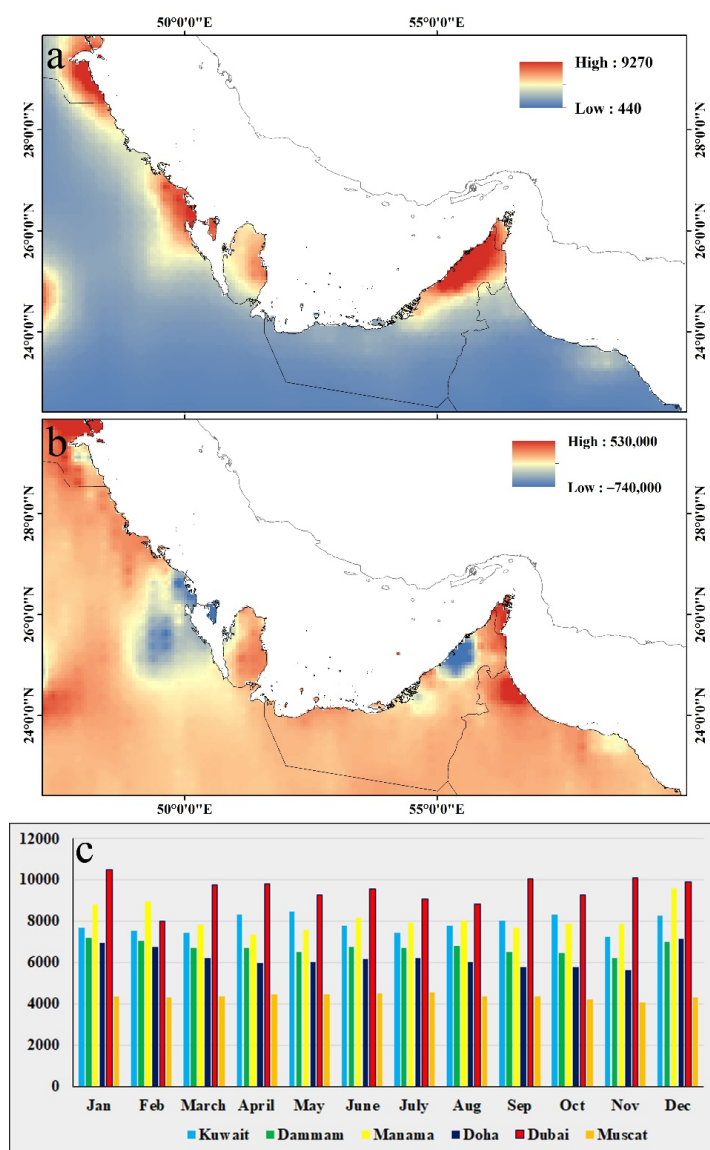 50°0'0"E 55°0'0"E
a
High : 9270
Low : 440
28°0'0"N 28°0'0"N
26°0'0"N 26°0'0"N
24°0'0"N 24°0'0"N
b
High : 530,000
Low : −740,000
28°0'0"N 28°0'0"N
26°0'0"N 26°0'0"N
24°0'0"N 24°0'0"N
50°0'0"E 55°0'0"E
c
12000
10000
8000
6000
4000
2000
0
Jan Feb March April May June July Aug Sep Oct Nov Dec
Kuwait Dammam Manama Doha Dubai Muscat